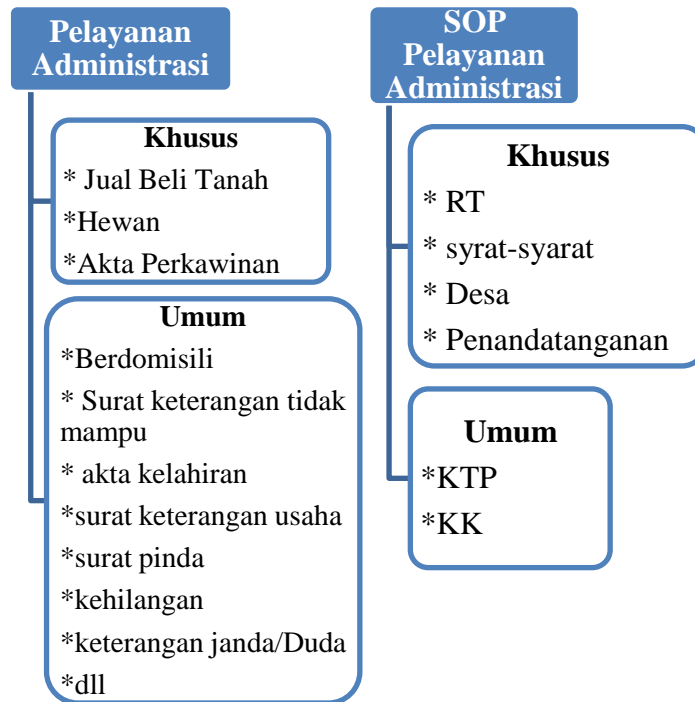 Pelayanan
Administrasi
Khusus
* Jual Beli Tanah
*Hewan
*Akta Perkawinan
Umum
*Berdomisili
* Surat keterangan tidak
mampu
* akta kelahiran
*surat keterangan usaha
*surat pinda
*kehilangan
*keterangan janda/Duda
*dll
SOP
Pelayanan
Administrasi
Khusus
* RT
* syrat-syarat
* Desa
* Penandatanganan
Umum
*KTP
*KK